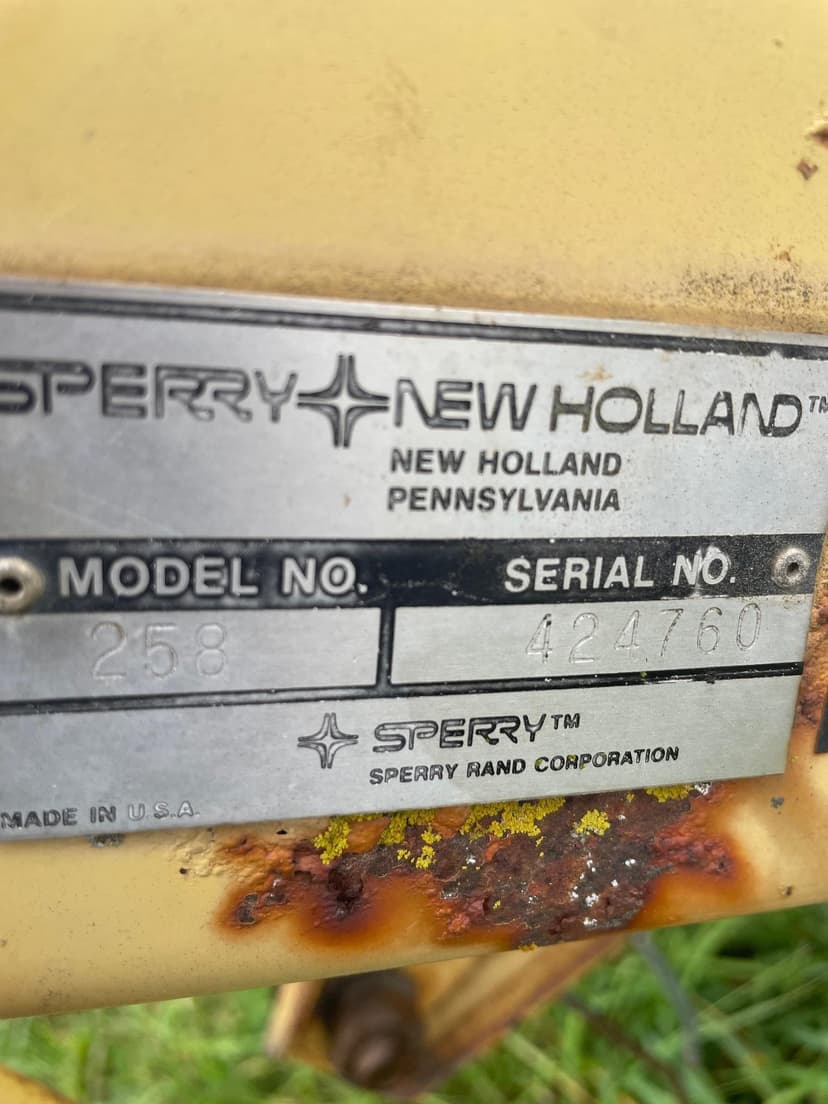 SPERRY NEW HOLLAND™
NEW HOLLAND
PENNSYLVANIA
MODEL NO. SERIAL NO.
258 424760
SPERRY™
SPERRY RAND CORPORATION
MADE IN U.S.A.